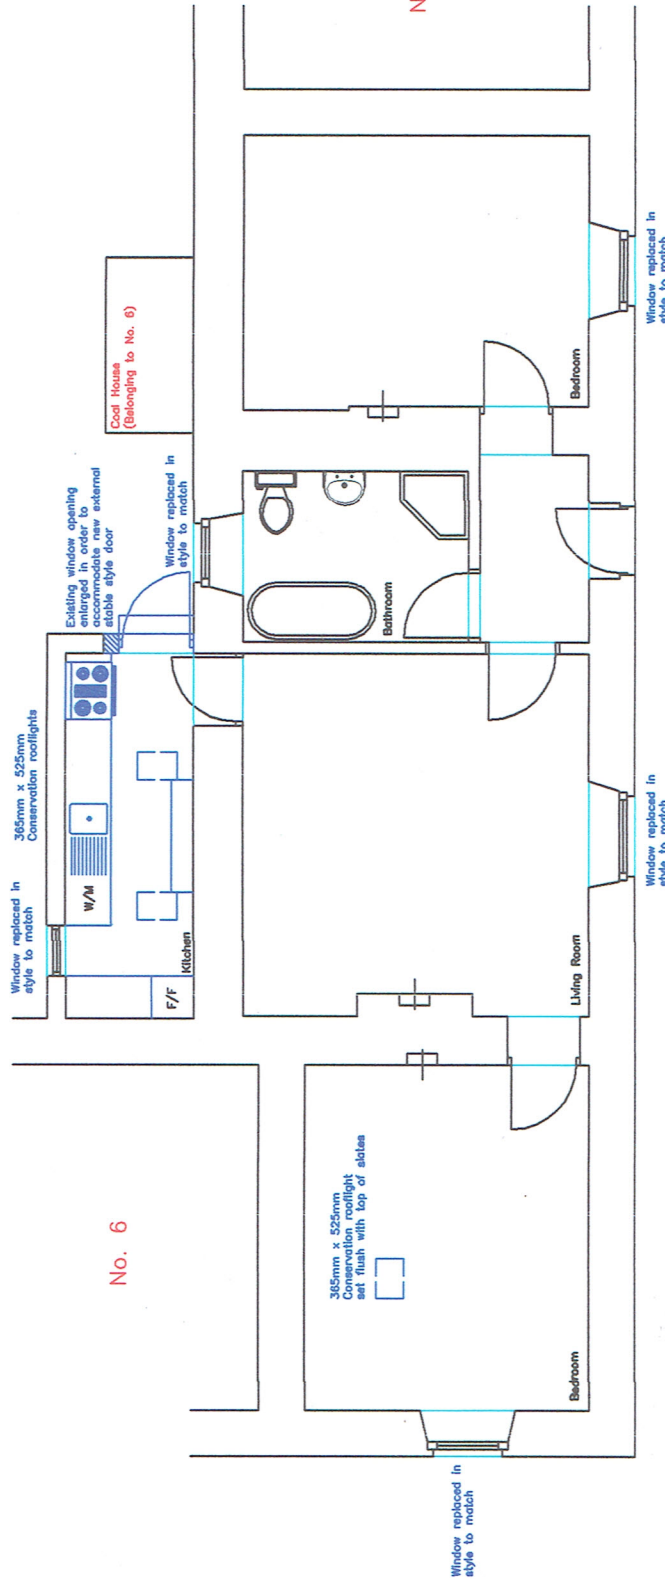 Window replaced in
style to match
365mm x 525mm
Conservation rooflights
Existing window opening
enlarged in order to
accommodate new external
stable style door
Window replaced in
style to match
Coal House
(Belonging to No. 6)
No. 6
W/M
F/F
Kitchen
Bathroom
365mm x 525mm
Conservation rooflight
set flush with top of slates
Bedroom
Living Room
Bedroom
Window replaced in
style to match
Window replaced in
style to match
Window replaced in
style to match
N